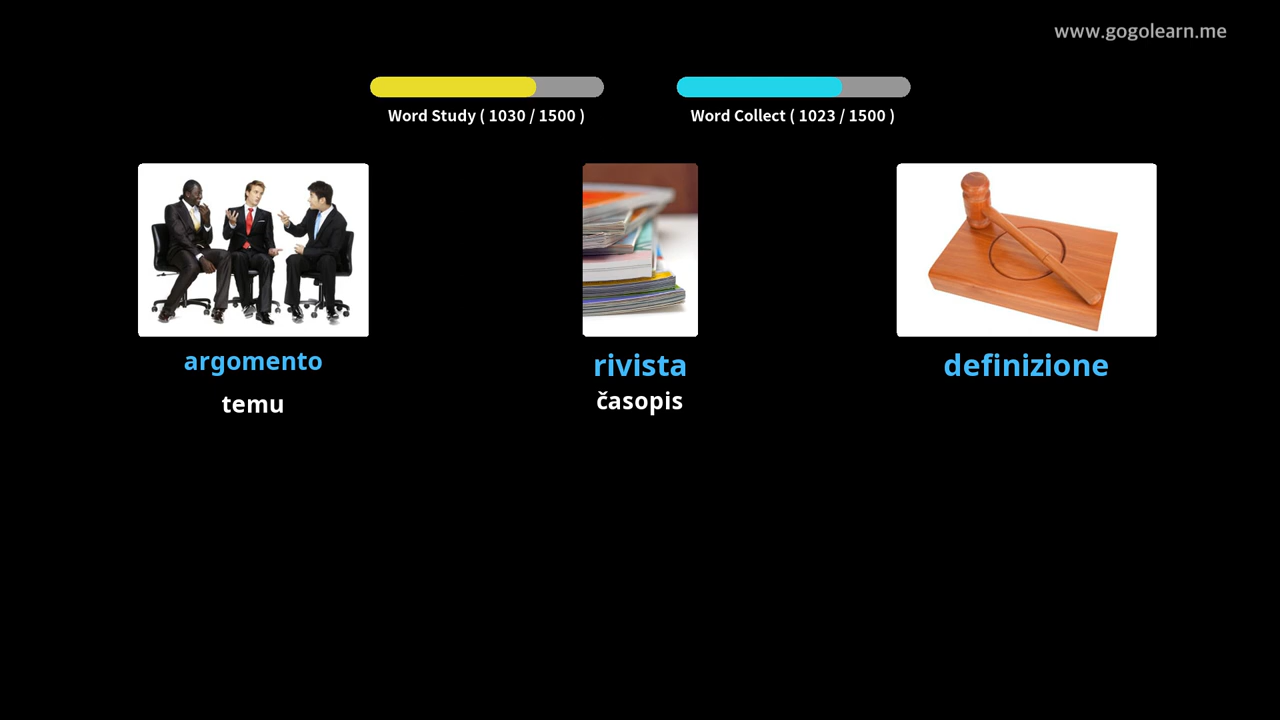 www.gogolearn.me
Word Study ( 1030 / 1500 )
Word Collect ( 1023 / 1500 )
argomento
temu
rivista
časopis
definizione